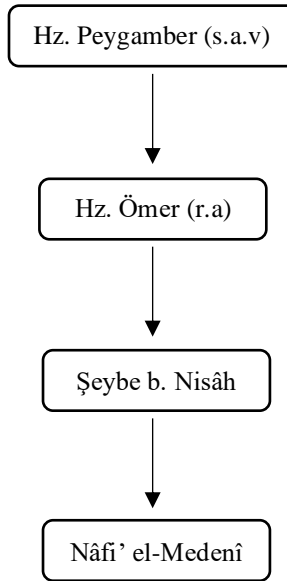 Hz. Peygamber (s.a.v)
Hz. Ömer (r.a)
Şeybe b. Nisâh
Nâfi’ el-Medenî